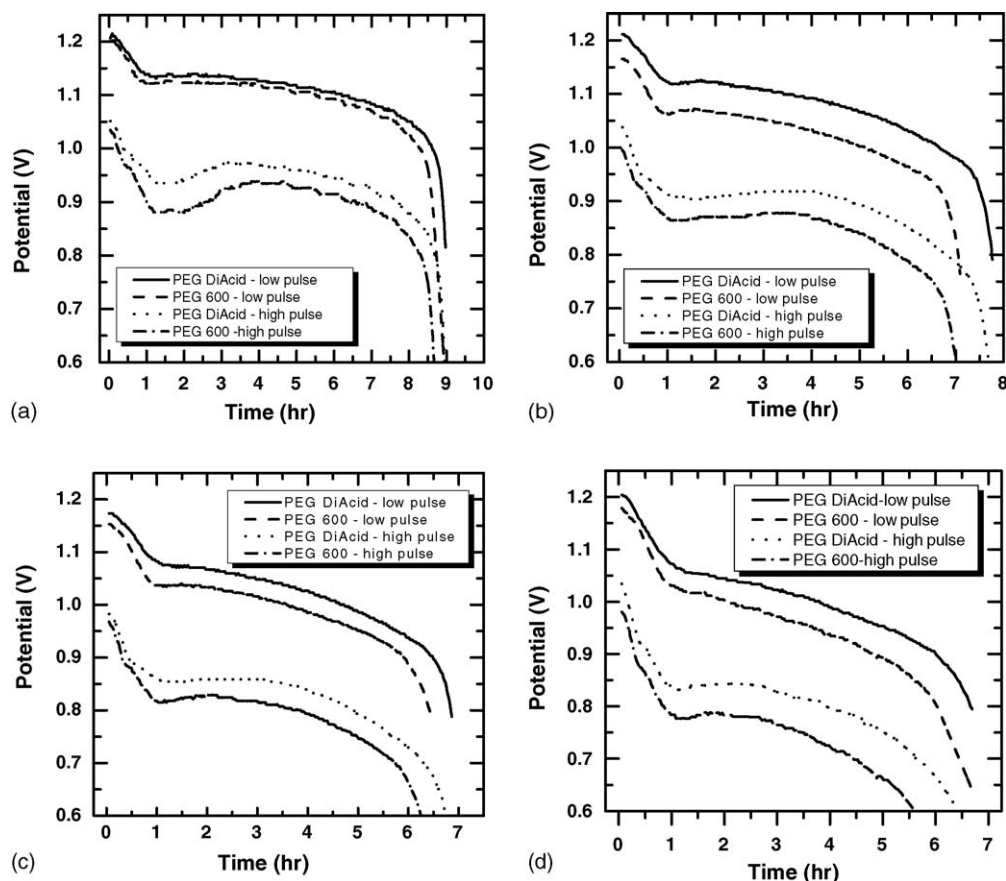 1.2
1.1
1.0
0.9
0.8
0.7
0.6
Potential (V)
PEG DiAcid - low pulse
PEG 600 - low pulse
PEG DiAcid - high pulse
PEG 600 -high pulse
0 1 2 3 4 5 6 7 8 9 10
(a)
Time (hr)
1.2
1.1
1.0
0.9
0.8
0.7
0.6
Potential (V)
PEG DiAcid - low pulse
PEG 600 - low pulse
PEG DiAcid - high pulse
PEG 600 - high pulse
0 1 2 3 4 5 6 7 8
(b)
Time (hr)
1.2
1.1
1.0
0.9
0.8
0.7
0.6
Potential (V)
PEG DiAcid - low pulse
PEG 600 - low pulse
PEG DiAcid - high pulse
PEG 600 - high pulse
0 1 2 3 4 5 6 7
(c)
Time (hr)
1.2
1.1
1.0
0.9
0.8
0.7
0.6
Potential (V)
PEG DiAcid-low pulse
PEG 600 - low pulse
PEG DiAcid - high pulse
PEG 600-high pulse
0 1 2 3 4 5 6 7
(d)
Time (hr)